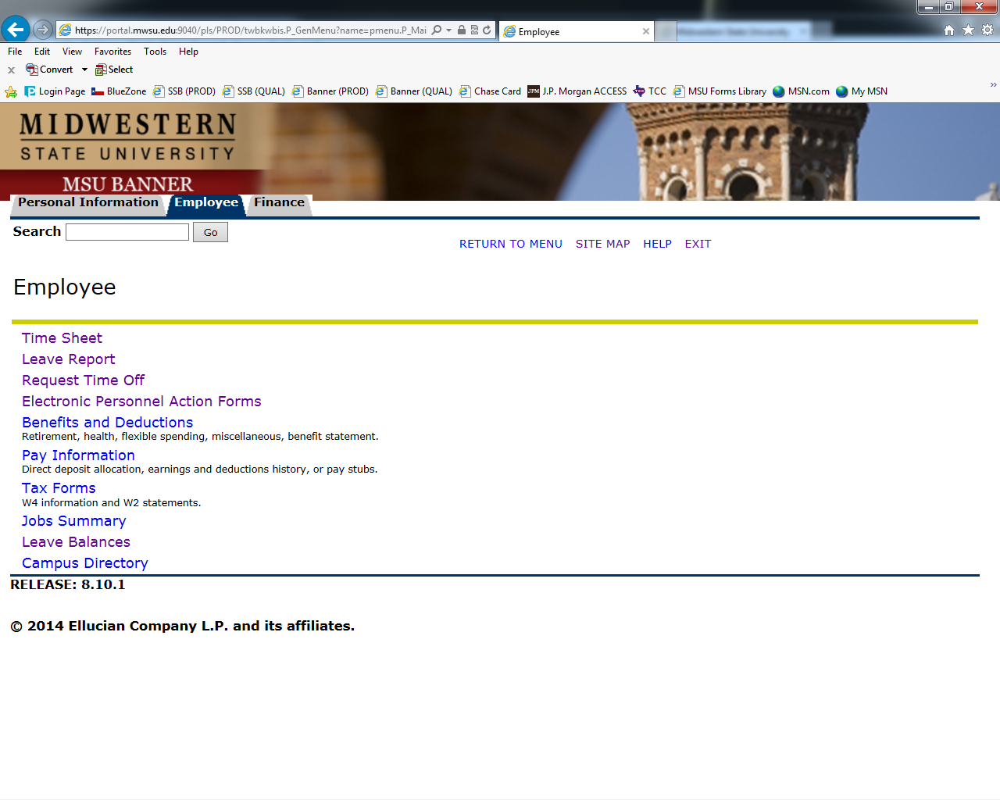 https://portal.mwsu.edu:9040/pls/PROD/twbkwbis.P_GenMenu?name=pmenu.P_Mai
Employee
File Edit View Favorites Tools Help
Convert Select
Login Page BlueZone SSB (PROD) SSB (QUAL) Banner (PROD) Banner (QUAL) Chase Card J.P. Morgan ACCESS TCC MSU Forms Library MSN.com My MSN
MIDWESTERN
STATE UNIVERSITY
MSU BANNER
Personal Information Employee Finance
Search Go
RETURN TO MENU SITE MAP HELP EXIT
Employee
Time Sheet
Leave Report
Request Time Off
Electronic Personnel Action Forms
Benefits and Deductions
Retirement, health, flexible spending, miscellaneous, benefit statement.
Pay Information
Direct deposit allocation, earnings and deductions history, or pay stubs.
Tax Forms
W4 information and W2 statements.
Jobs Summary
Leave Balances
Campus Directory
RELEASE: 8.10.1
© 2014 Ellucian Company L.P. and its affiliates.